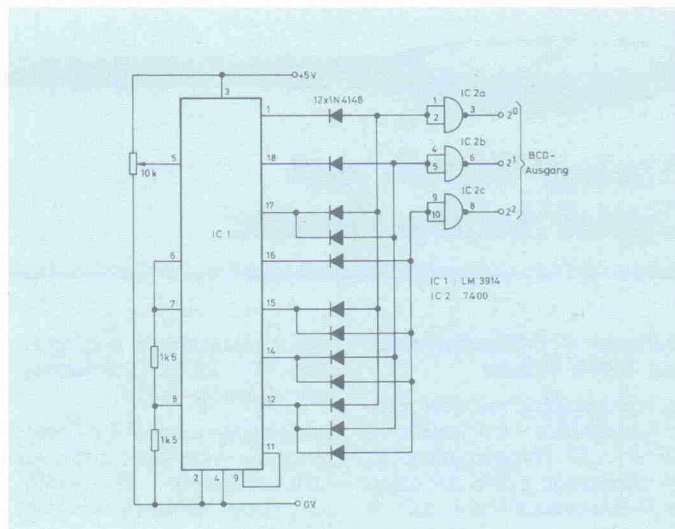 +5V
3
12x1N4148
1
IC 2a
1
2
3
2⁰
10k
5
18
IC 2b
4
5
6
2¹
BCD-
Ausgang
17
IC 2c
9
10
8
2²
IC 1
6
16
7
15
IC 1 : LM 3914
IC 2 7400
1k5
14
8
12
1k5
11
2
4
9
0V